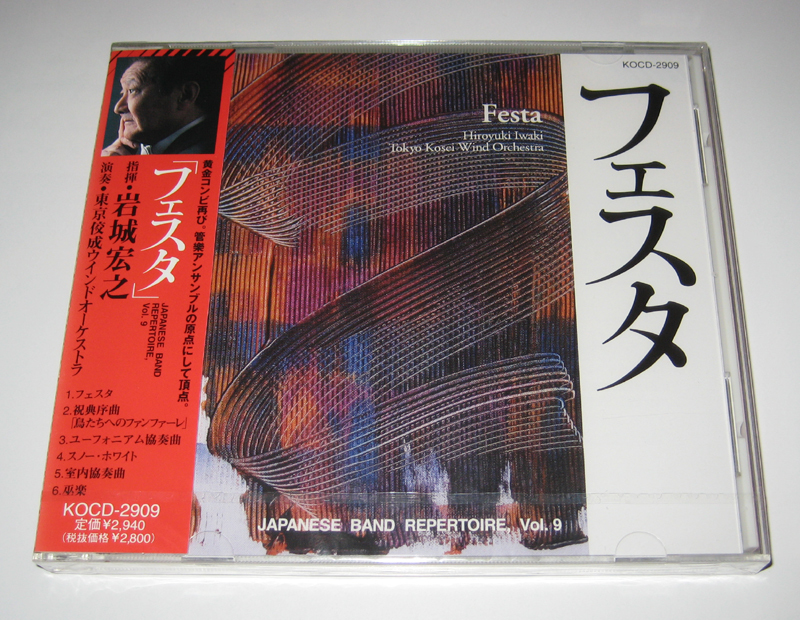 KOCD-2909
フェスタ
Festa
Hiroyuki Iwaki
Tokyo Kosei Wind Orchestra
JAPANESE BAND REPERTOIRE, Vol. 9
黄金コンビ再び。管樂アンサンブルの原点にして頂点。
「フェスタ」
JAPANESE BAND
REPERTOIRE,
Vol. 9
指揮・岩城宏之
演奏・東京佼成ウインドオーケストラ
1.フェスタ
2.祝典序曲
「鳥たちへのファンファーレ」
3.ユーフォニアム協奏曲
4.スノー・ホワイト
5.室内協奏曲
6.巫楽
KOCD-2909
定価¥2,940
(税抜価格 ¥2,800)